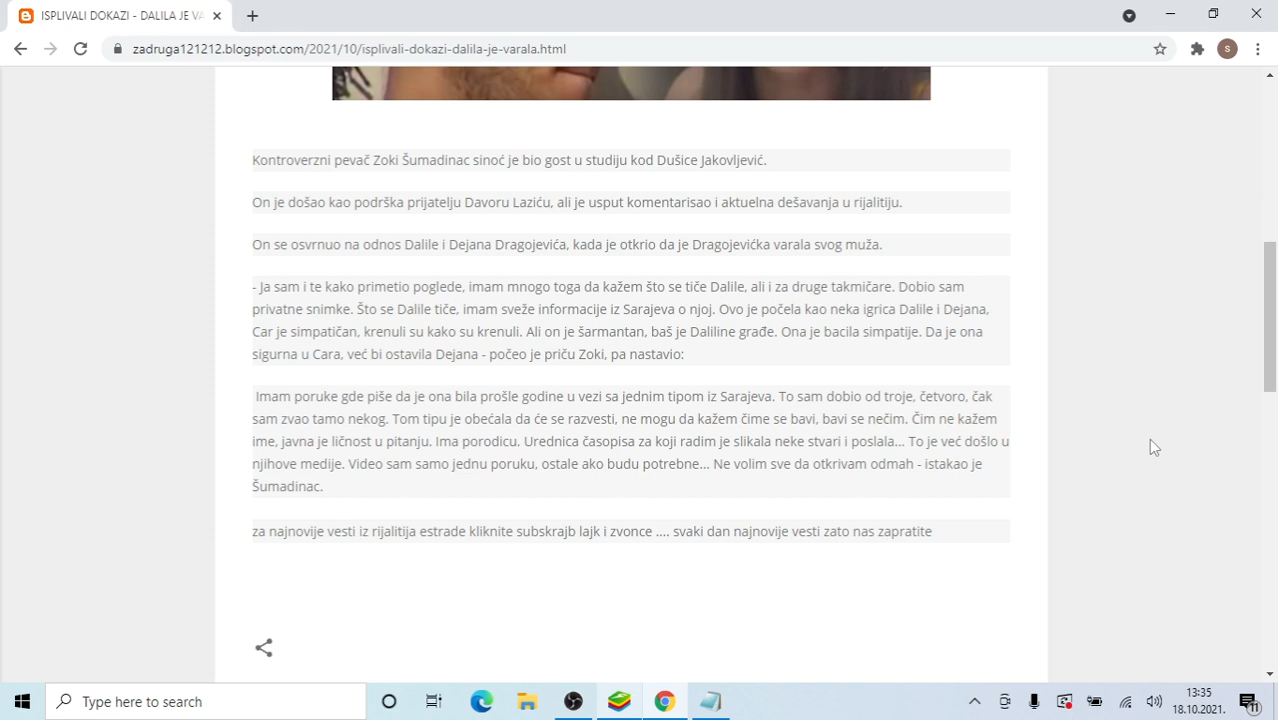 ISPLIVALI DOKAZI - DALILA JE VA
zadruga121212.blogspot.com/2021/10/isplivali-dokazi-dalila-je-varala.html
S
Kontroverzni pevač Zoki Šumadinac sinoć je bio gost u studiju kod Dušice Jakovljević.
On je došao kao podrška prijatelju Davoru Laziću, ali je usput komentarisao i aktuelna dešavanja u rijalitiju.
On se osvrnuo na odnos Dalile i Dejana Dragojevića, kada je otkrio da je Dragojevićka varala svog muža.
- Ja sam i te kako primetio poglede, imam mnogo toga da kažem što se tiče Dalile, ali i za druge takmičare. Dobio sam
privatne snimke. Što se Dalile tiče, imam sveže informacije iz Sarajeva o njoj. Ovo je počela kao neka igrica Dalile i Dejana,
Car je simpatičan, krenuli su kako su krenuli. Ali on je šarmantan, baš je Daliline građe. Ona je bacila simpatije. Da je ona
sigurna u Cara, već bi ostavila Dejana - počeo je priču Zoki, pa nastavio:
Imam poruke gde piše da je ona bila prošle godine u vezi sa jednim tipom iz Sarajeva. To sam dobio od troje, četvoro, čak
sam zvao tamo nekog. Tom tipu je obećala da će se razvesti, ne mogu da kažem čime se bavi, bavi se nečim. Čim ne kažem
ime, javna je ličnost u pitanju. Ima porodicu. Urednica časopisa za koji radim je slikala neke stvari i poslala... To je već došlo u
njihove medije. Video sam samo jednu poruku, ostale ako budu potrebne... Ne volim sve da otkrivam odmah - istakao je
Šumadinac.
za najnovije vesti iz rijalitija estrade kliknite subskrajb lajk i zvonce .... svaki dan najnovije vesti zato nas zapratite
Type here to search
13:35
18.10.2021.
11